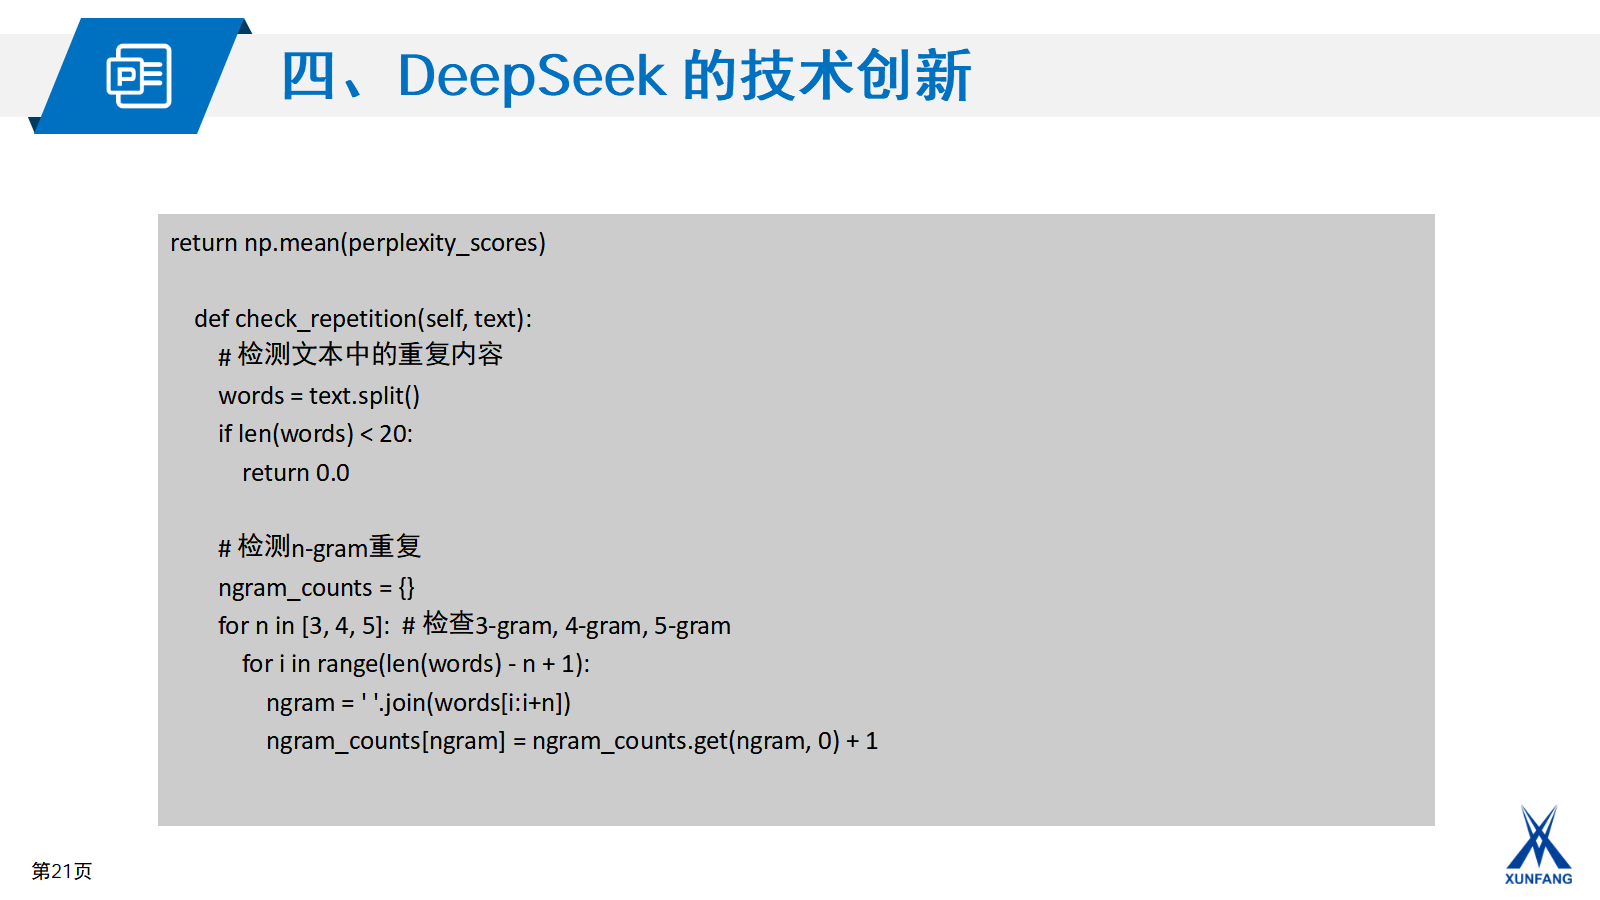 四、DeepSeek 的技术创新
return np.mean(perplexity_scores)
def check_repetition(self, text):
# 检测文本中的重复内容
words = text.split()
if len(words) < 20:
return 0.0
# 检测n-gram重复
ngram_counts = {}
for n in [3, 4, 5]:  # 检查3-gram, 4-gram, 5-gram
for i in range(len(words) - n + 1):
ngram = ' '.join(words[i:i+n])
ngram_counts[ngram] = ngram_counts.get(ngram, 0) + 1
第21页
XUNFANG